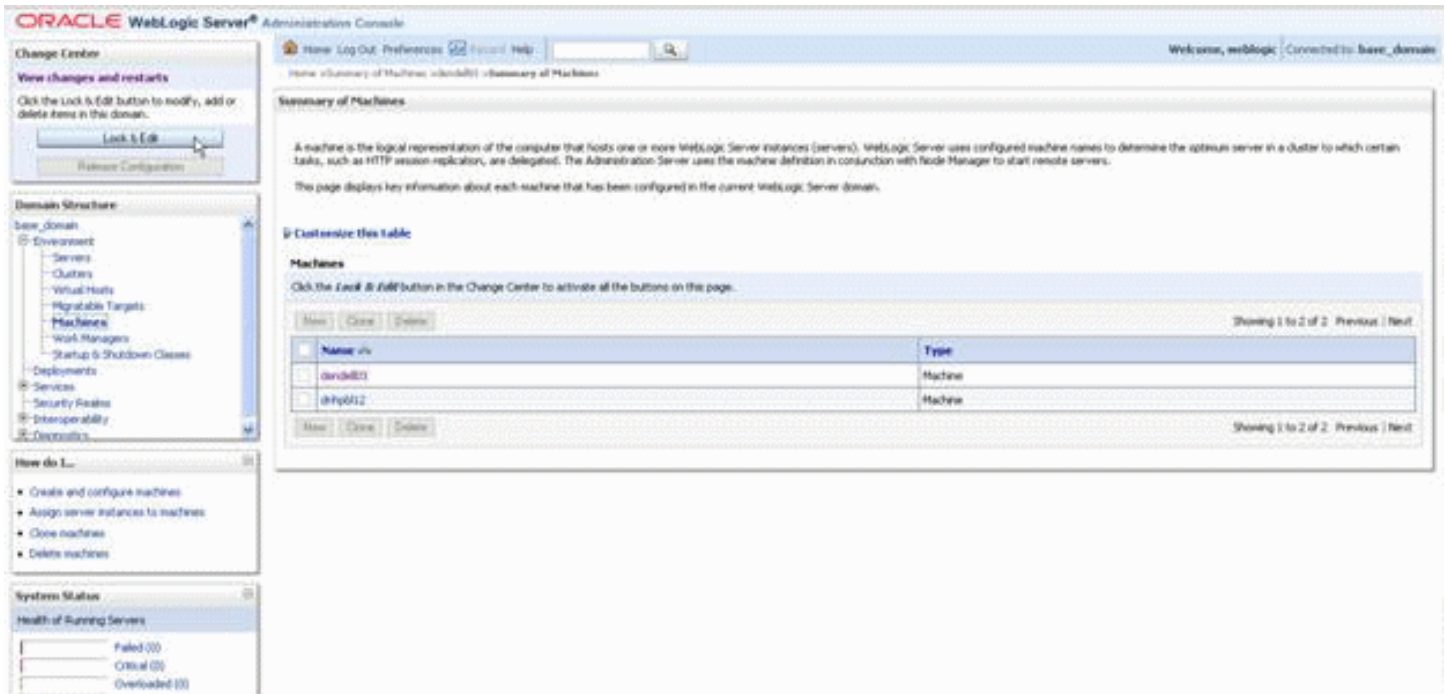 ORACLE WebLogic Server® Administration Console
Change Center
View changes and restarts
Click the Lock & Edit button to modify, add or
delete items in this domain.
Lock & Edit
Release Configuration
Domain Structure
base_domain
Environment
Servers
Clusters
Virtual Hosts
Migratable Targets
Machines
Work Managers
Startup & Shutdown Classes
Deployments
Services
Security Realms
Interoperability
Diagnostics
How do I...
Create and configure machines
Assign server instances to machines
Clone machines
Delete machines
System Status
Health of Running Servers
Failed (0)
Critical (0)
Overloaded (0)
Home Log Out Preferences Record Help
Welcome, weblogic Connected to: base_domain
Home >Summary of Machines > >Summary of Machines
Summary of Machines
A machine is the logical representation of the computer that hosts one or more WebLogic Server instances (servers). WebLogic Server uses configured machine names to determine the optimum server in a cluster to which certain
tasks, such as HTTP session replication, are delegated. The Administration Server uses the machine definition in conjunction with Node Manager to start remote servers.
This page displays key information about each machine that has been configured in the current WebLogic Server domain.
Customize this table
Machines
Click the Lock & Edit button in the Change Center to activate all the buttons on this page.
New Clone Delete
Showing 1 to 2 of 2 Previous | Next
Name Type
Machine
Machine
New Clone Delete
Showing 1 to 2 of 2 Previous | Next